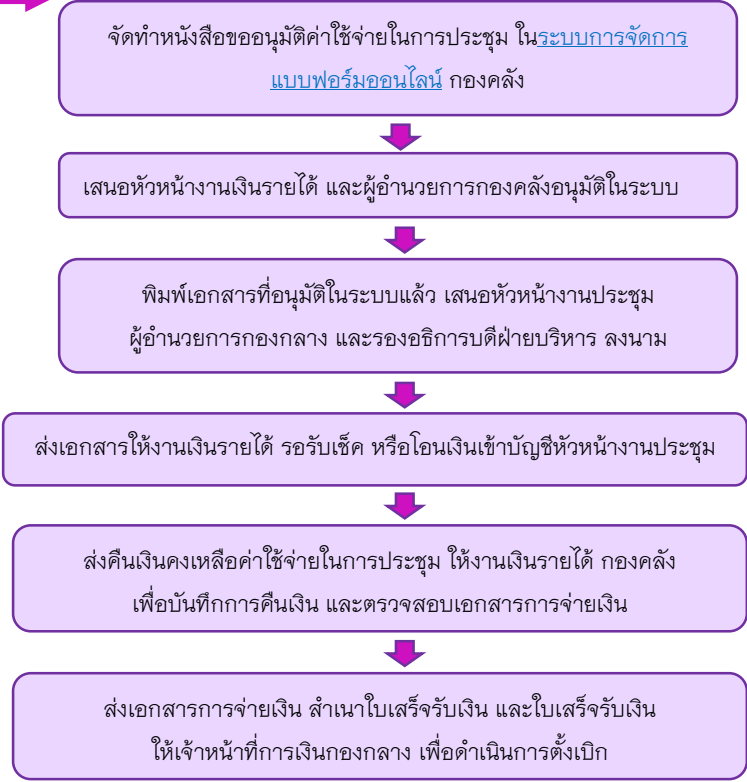 จัดทำหนังสือขออนุมัติค่าใช้จ่ายในการประชุม ในระบบการจัดการ
แบบฟอร์มออนไลน์ กองคลัง
เสนอหัวหน้างานเงินรายได้ และผู้อำนวยการกองคลังอนุมัติในระบบ
พิมพ์เอกสารที่อนุมัติในระบบแล้ว เสนอหัวหน้างานประชุม
ผู้อำนวยการกองกลาง และรองอธิการบดีฝ่ายบริหาร ลงนาม
ส่งเอกสารให้งานเงินรายได้ รอรับเช็ค หรือโอนเงินเข้าบัญชีหัวหน้างานประชุม
ส่งคืนเงินคงเหลือค่าใช้จ่ายในการประชุม ให้งานเงินรายได้ กองคลัง
เพื่อบันทึกการคืนเงิน และตรวจสอบเอกสารการจ่ายเงิน
ส่งเอกสารการจ่ายเงิน สำเนาใบเสร็จรับเงิน และใบเสร็จรับเงิน
ให้เจ้าหน้าที่การเงินกองกลาง เพื่อดำเนินการตั้งเบิก